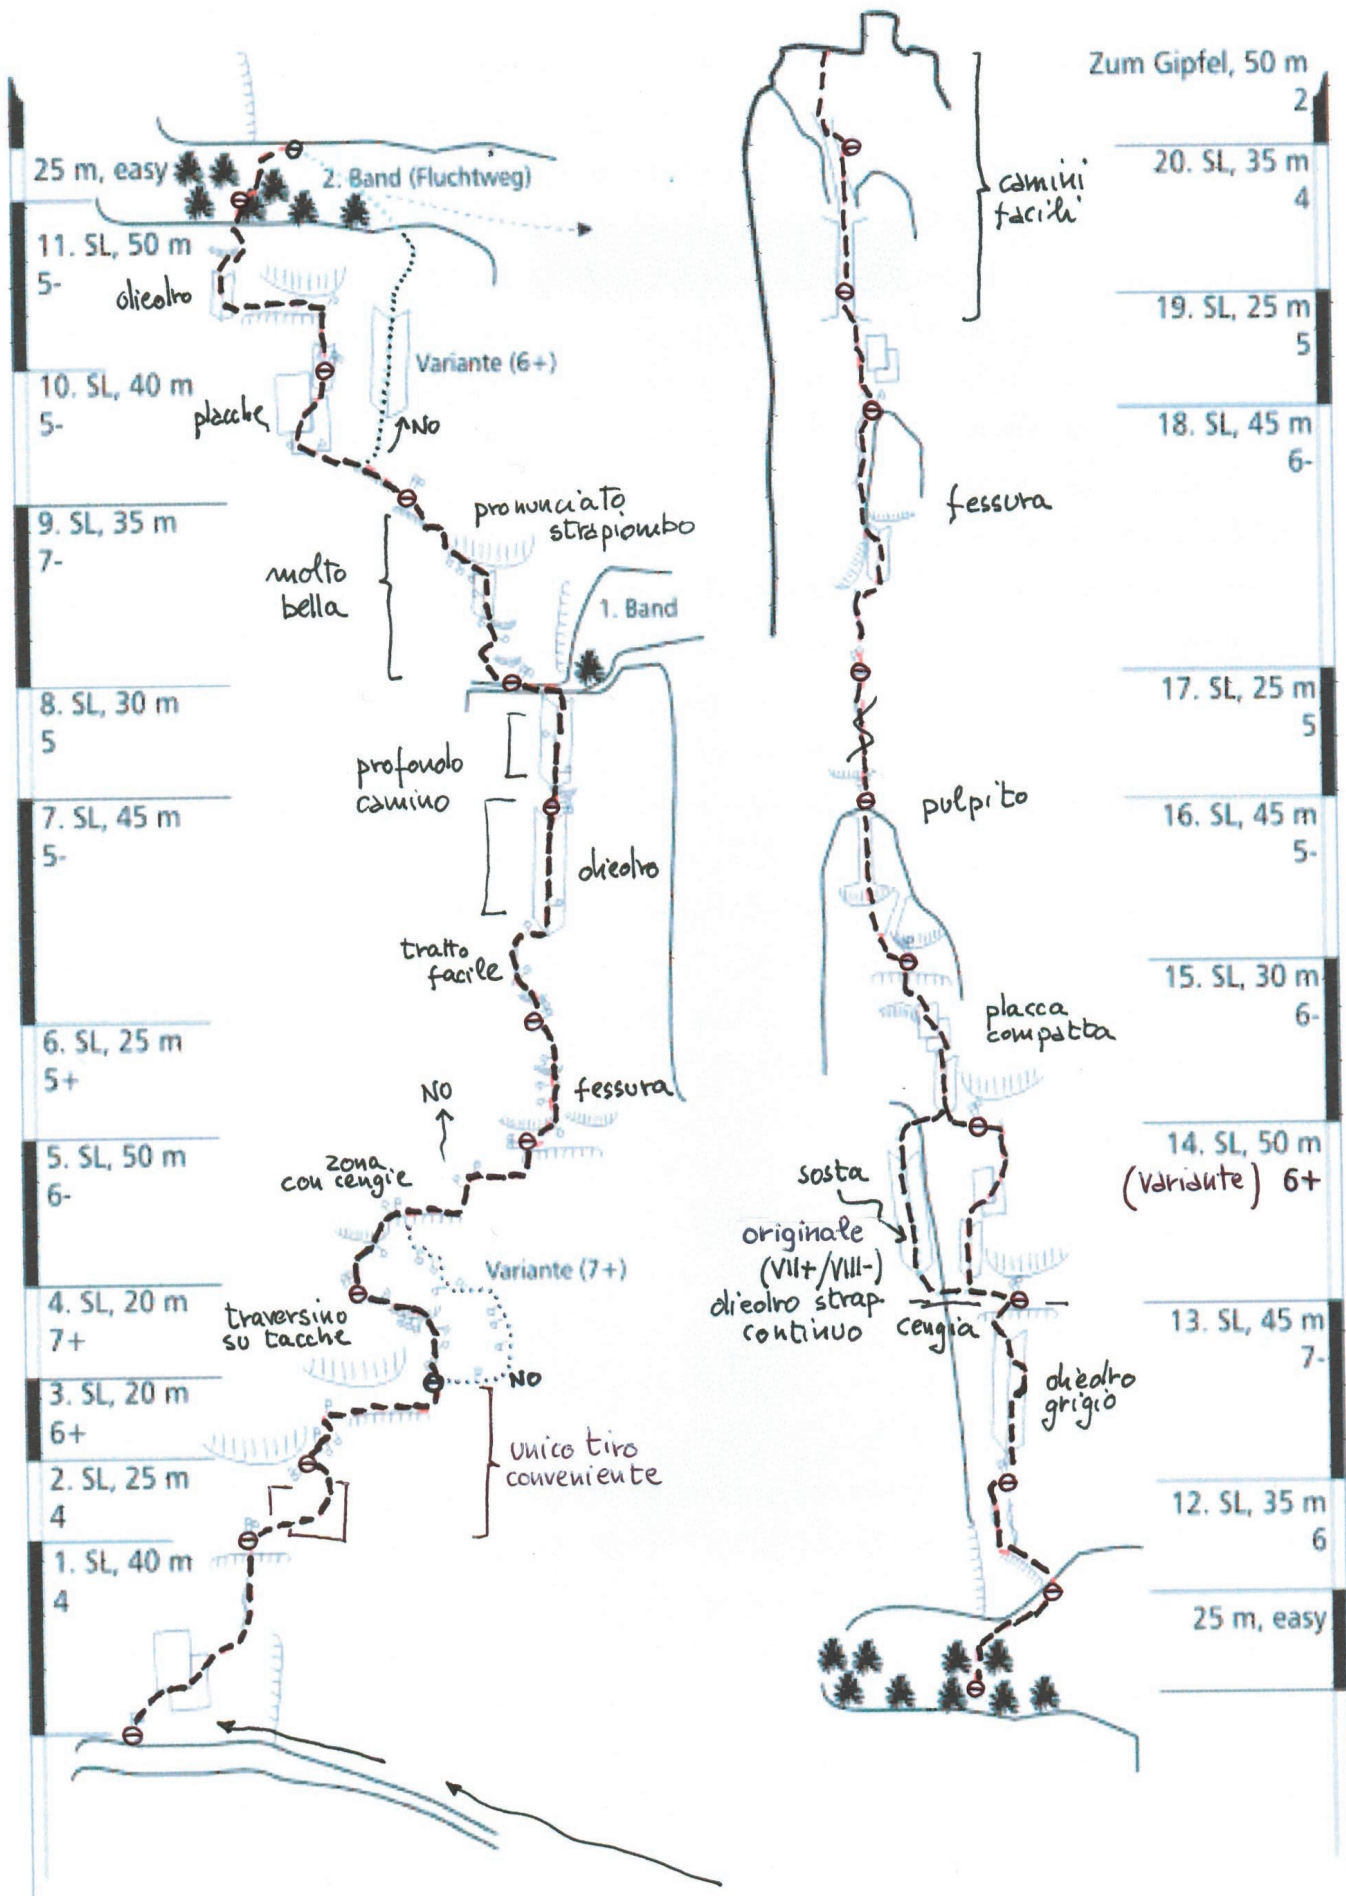 25 m, easy
2. Band (Fluchtweg)
11. SL, 50 m
5-
diedro
Variante (6+)
10. SL, 40 m
5-
placche
NO
9. SL, 35 m
7-
pronunciato
strapiombo
molto
bella
1. Band
8. SL, 30 m
5
profondo
camino
7. SL, 45 m
5-
diedro
tratto
facile
6. SL, 25 m
5+
NO
fessura
5. SL, 50 m
6-
zona
con cengie
Variante (7+)
4. SL, 20 m
7+
traversino
su tacche
NO
3. SL, 20 m
6+
unico tiro
conveniente
2. SL, 25 m
4
1. SL, 40 m
4
Zum Gipfel, 50 m
2
20. SL, 35 m
4
camini
facili
19. SL, 25 m
5
18. SL, 45 m
6-
fessura
17. SL, 25 m
5
pulpito
16. SL, 45 m
5-
15. SL, 30 m
6-
placca
compatta
14. SL, 50 m
(variante) 6+
sosta
originale
(VII+/VIII-)
diedro strap.
continuo
cengia
13. SL, 45 m
7-
diedro
grigio
12. SL, 35 m
6
25 m, easy